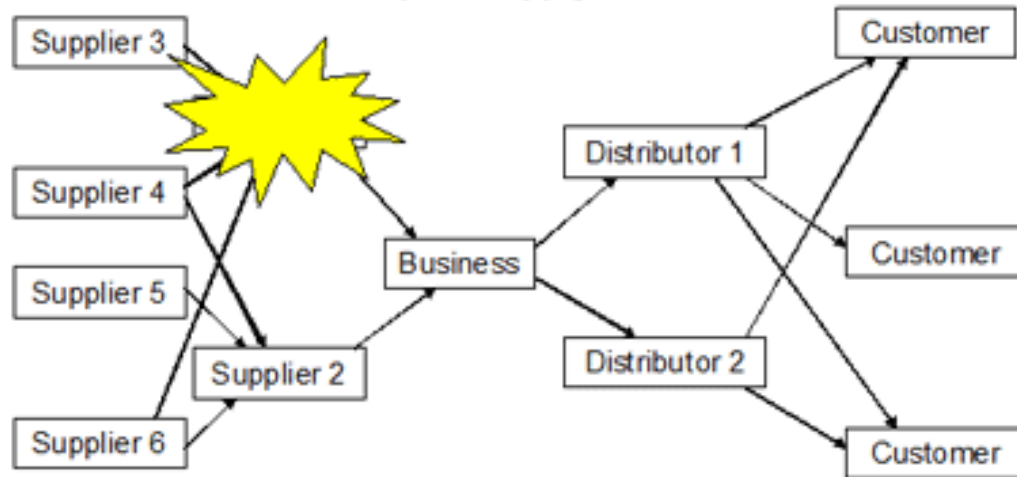 Supplier 3
Customer
Distributor 1
Supplier 4
Business
Customer
Supplier 5
Supplier 2
Distributor 2
Supplier 6
Customer